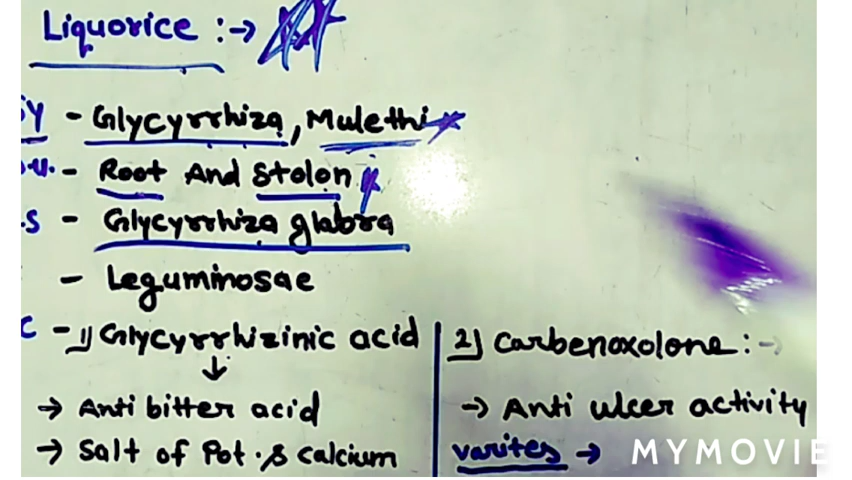 Liquorice :→
SY - Glycyrrhiza, Mulethi
P.U. - Root And Stolon
.S - Glycyrrhiza glabra
- Leguminosae
C - 1) Glycyrrhizinic acid
↓
→ Anti bitter acid
→ Salt of Pot. & calcium
2) Carbenoxolone :→
→ Anti ulcer activity
varites →
MYMOVIE